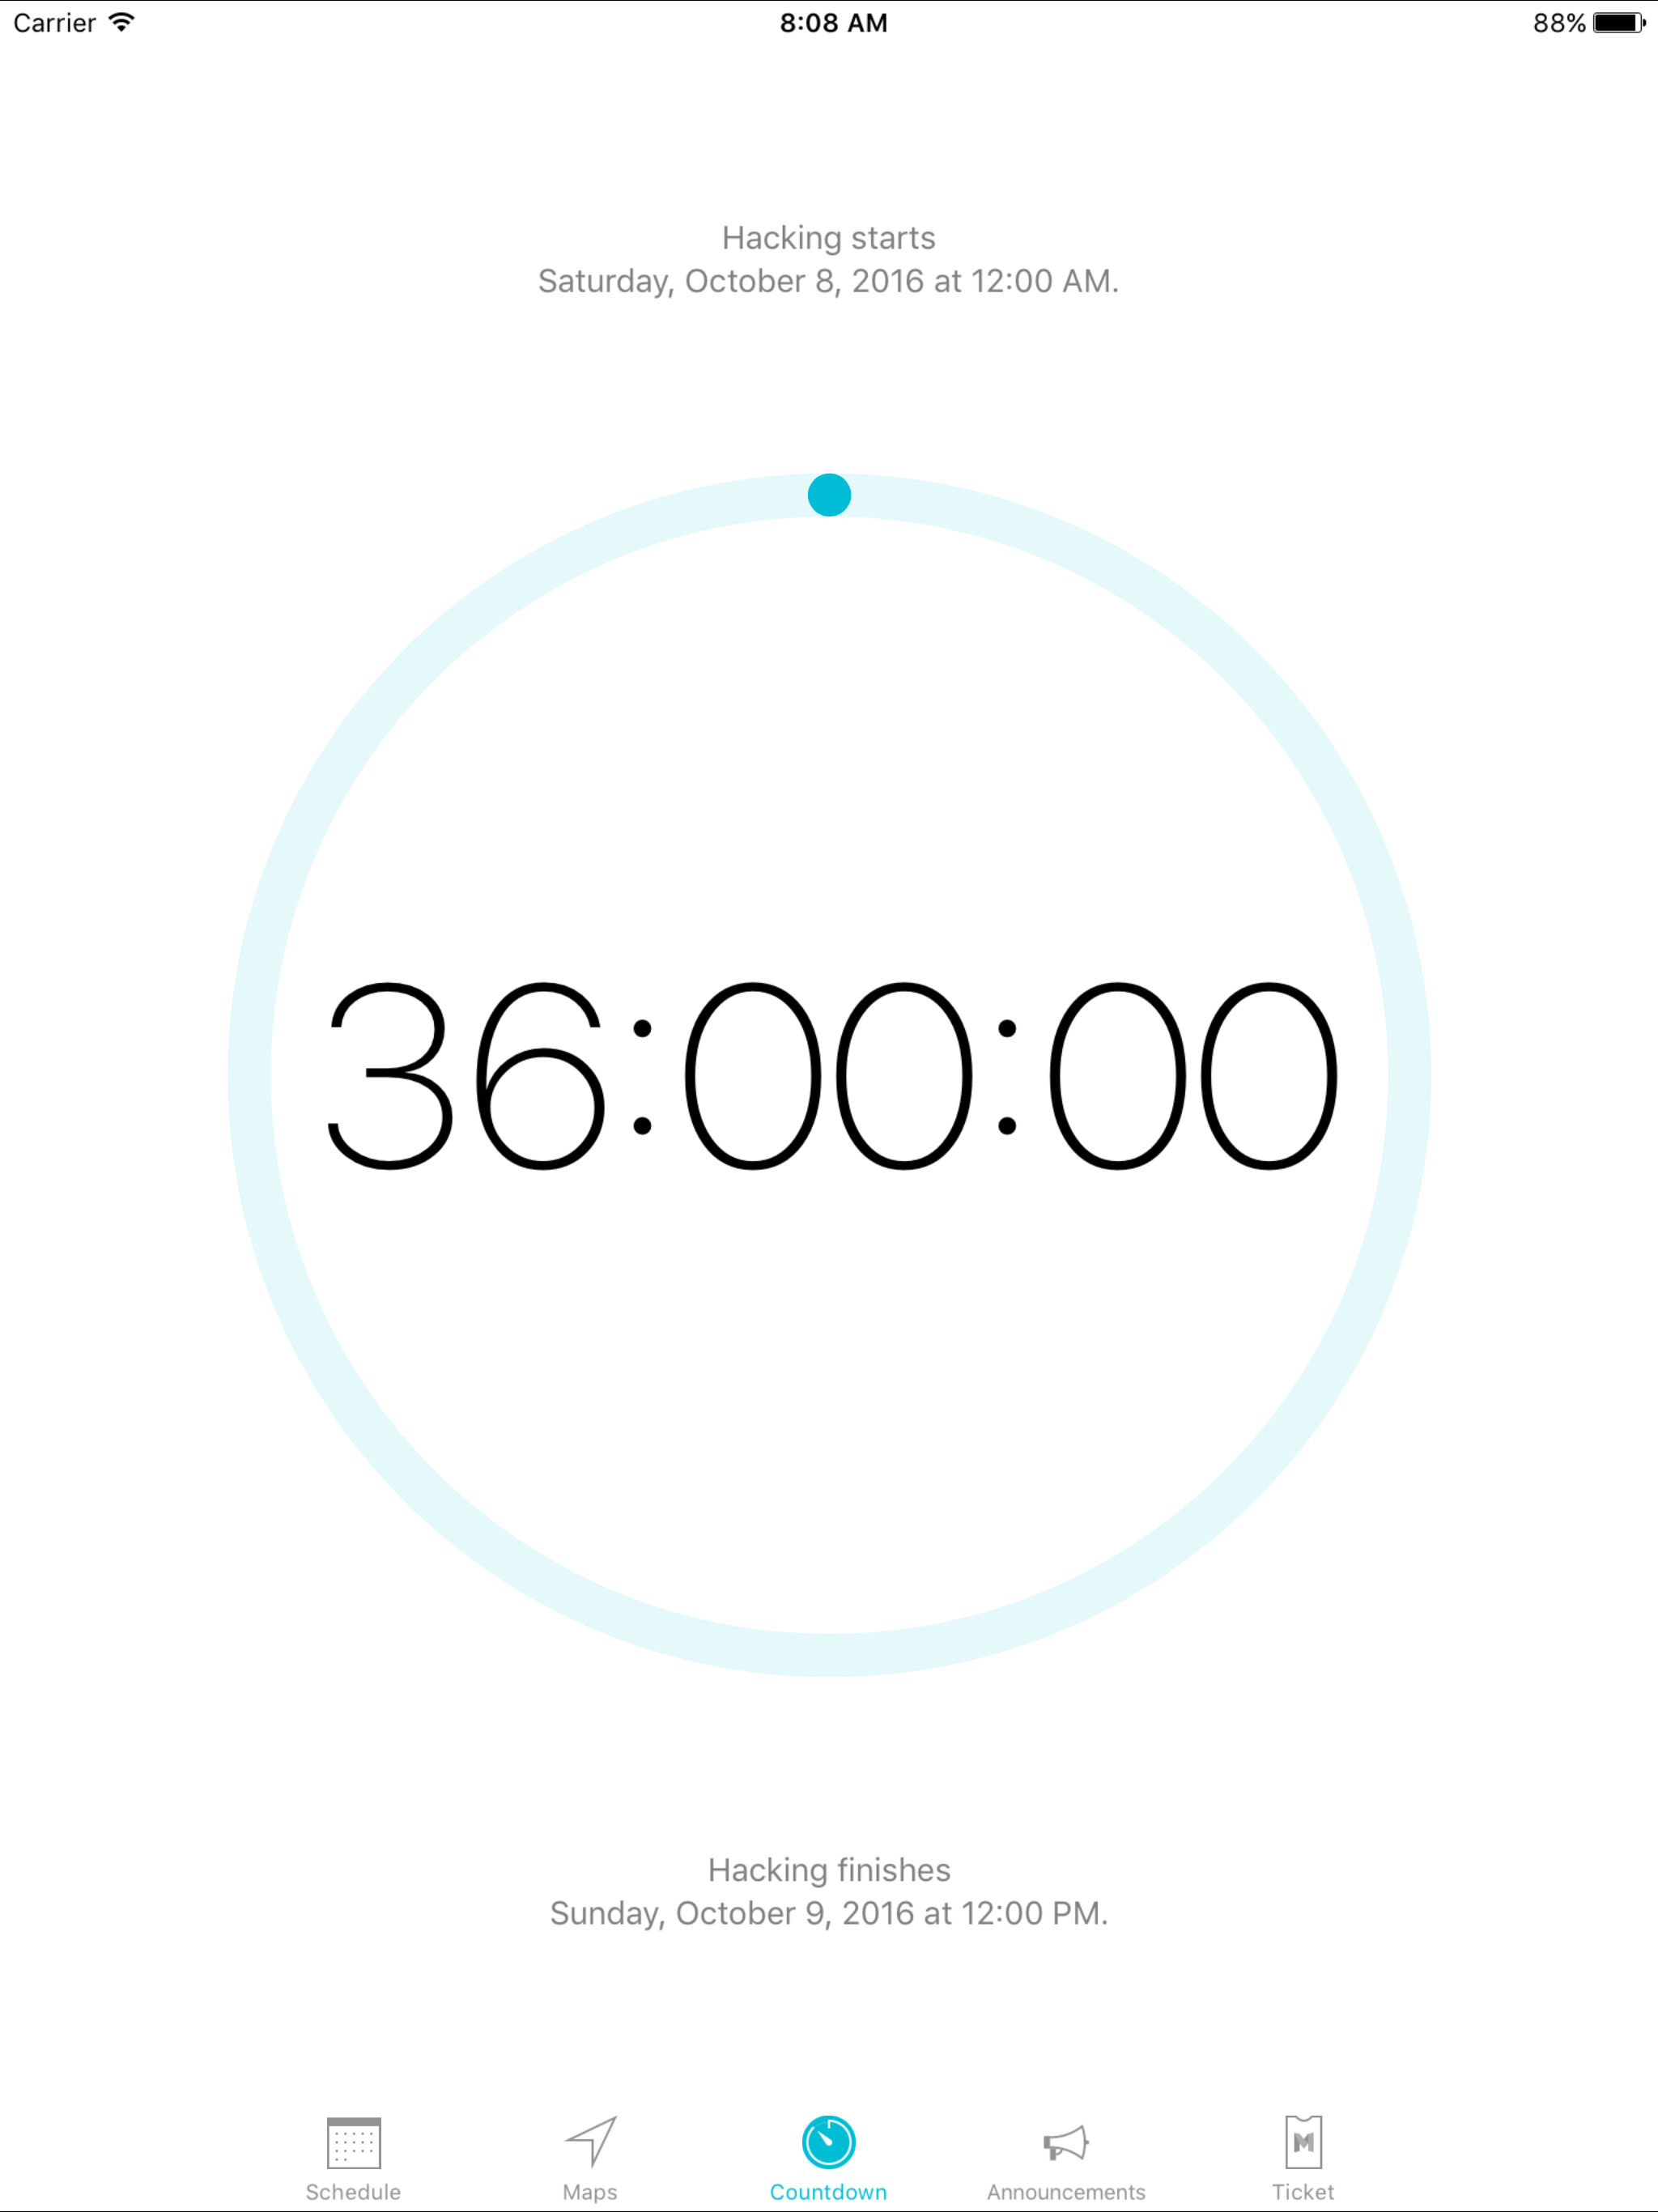 Carrier 8:08 AM 88%
Hacking starts
Saturday, October 8, 2016 at 12:00 AM.
36:00:00
Hacking finishes
Sunday, October 9, 2016 at 12:00 PM.
M
Schedule Maps Countdown Announcements Ticket